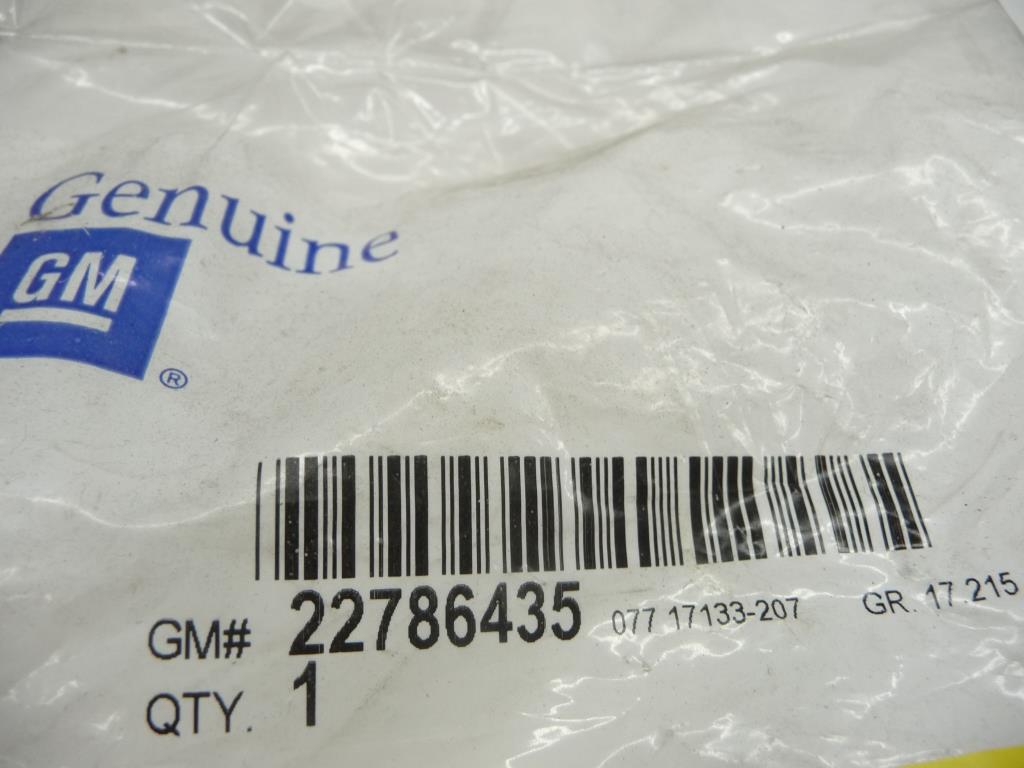 Genuine
GM
®
GM# 22786435 077 17133-207 GR. 17.215
QTY. 1